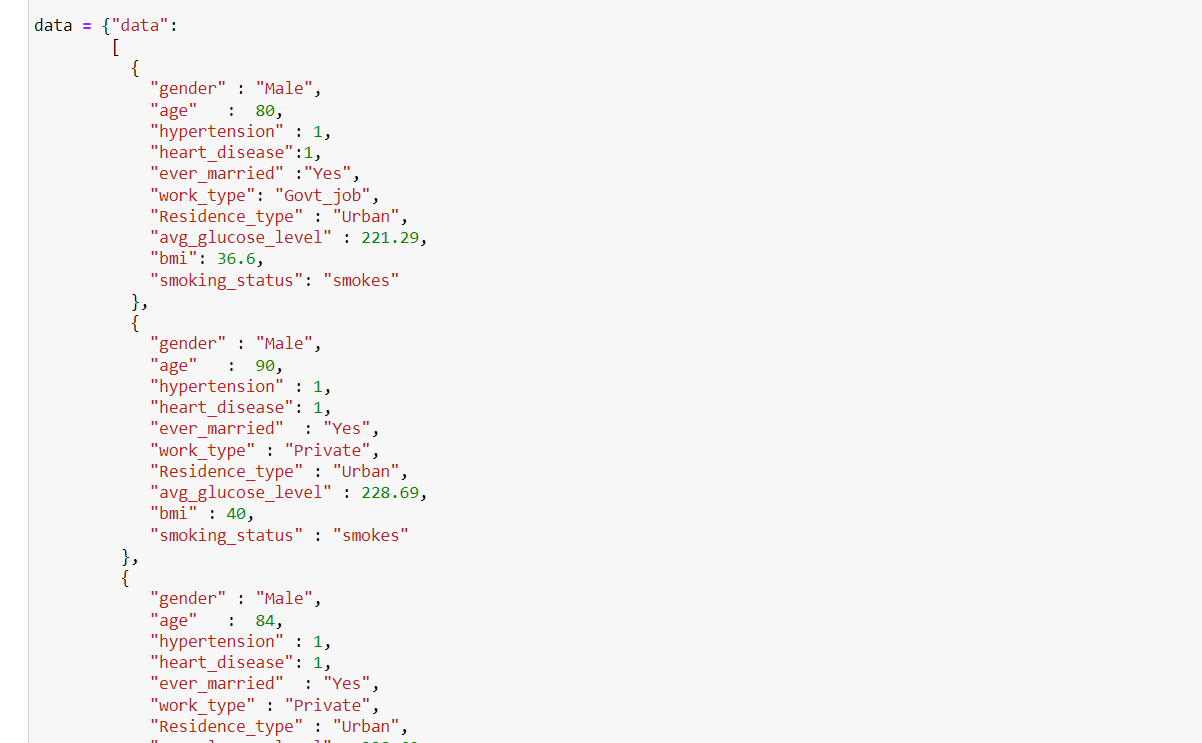 data = {"data":
[
{
"gender" : "Male",
"age"   :  80,
"hypertension" : 1,
"heart_disease":1,
"ever_married" :"Yes",
"work_type": "Govt_job",
"Residence_type" : "Urban",
"avg_glucose_level" : 221.29,
"bmi": 36.6,
"smoking_status": "smokes"
},
{
"gender" : "Male",
"age"   :  90,
"hypertension" : 1,
"heart_disease": 1,
"ever_married"  : "Yes",
"work_type" : "Private",
"Residence_type" : "Urban",
"avg_glucose_level" : 228.69,
"bmi" : 40,
"smoking_status" : "smokes"
},
{
"gender" : "Male",
"age"   :  84,
"hypertension" : 1,
"heart_disease": 1,
"ever_married"  : "Yes",
"work_type" : "Private",
"Residence_type" : "Urban",